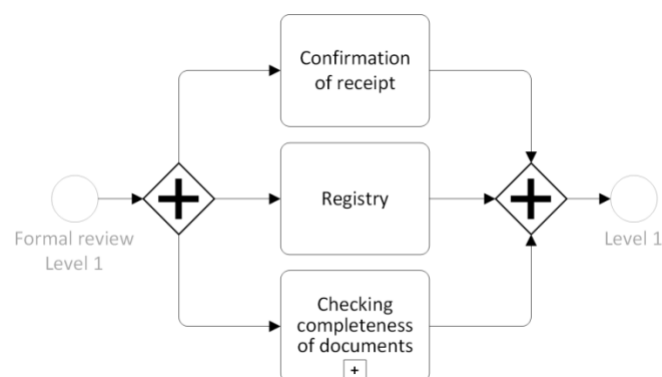 Confirmation
of receipt
Registry
Formal review
Level 1
Level 1
Checking
completeness
of documents